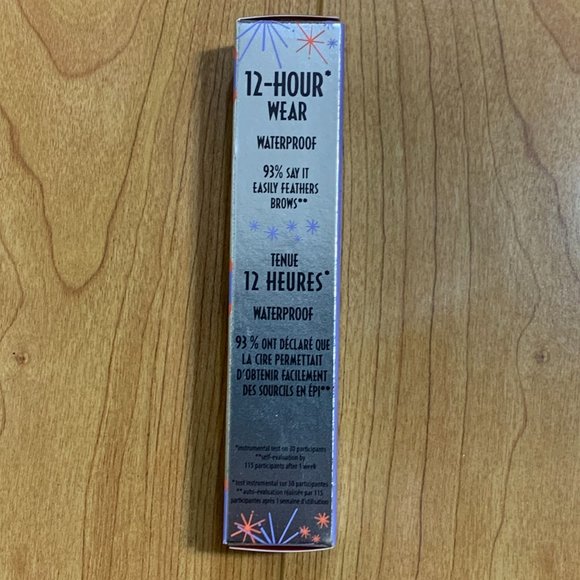 12-HOUR*
WEAR
WATERPROOF
93% SAY IT
EASILY FEATHERS
BROWS**
TENUE
12 HEURES*
WATERPROOF
93 % ONT DÉCLARÉ QUE
LA CIRE PERMETTAIT
D'OBTENIR FACILEMENT
DES SOURCILS EN ÉPI**
*instrumental test on 30 participants
**self-evaluation by
115 participants after 1 week
*test instrumental sur 30 participantes
**auto-évaluation réalisée par 115
participantes après 1 semaine d'utilisation